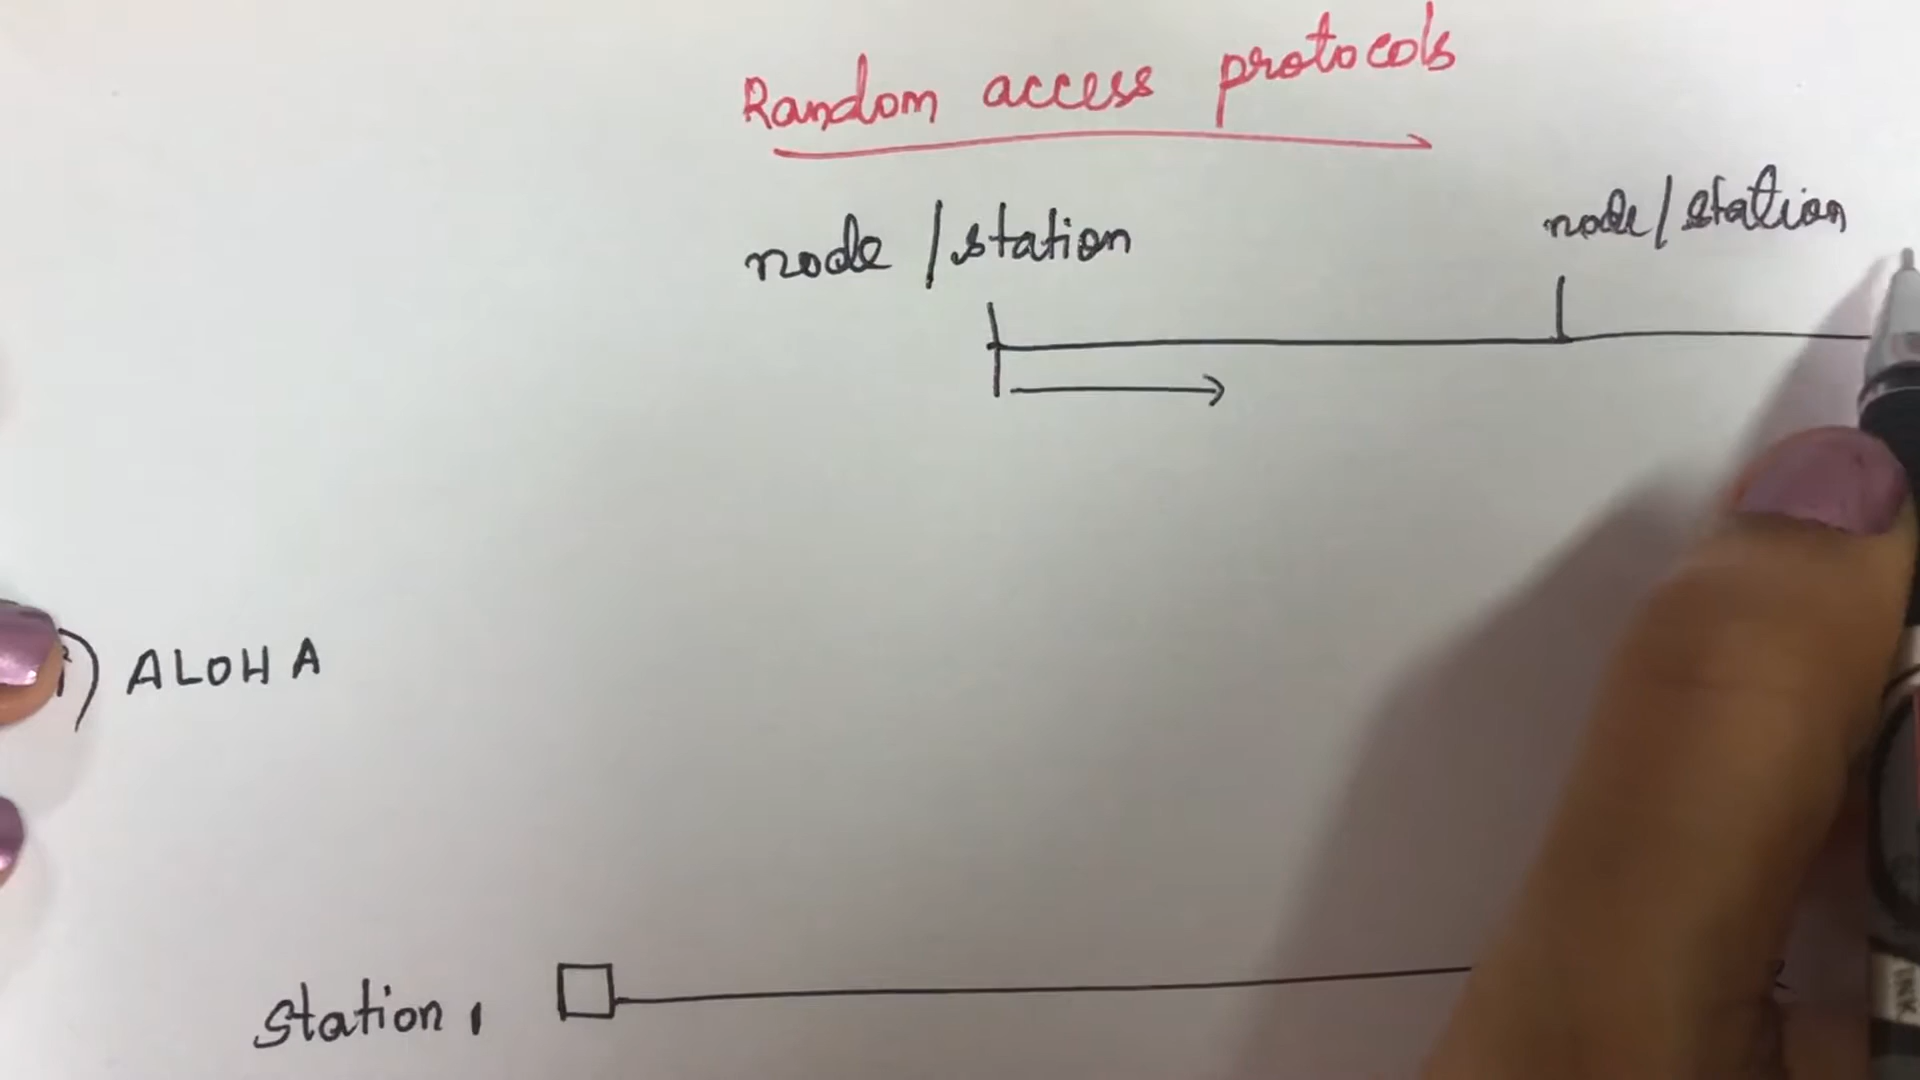 Random access protocols
node / station
node / station
i) ALOHA
Station 1